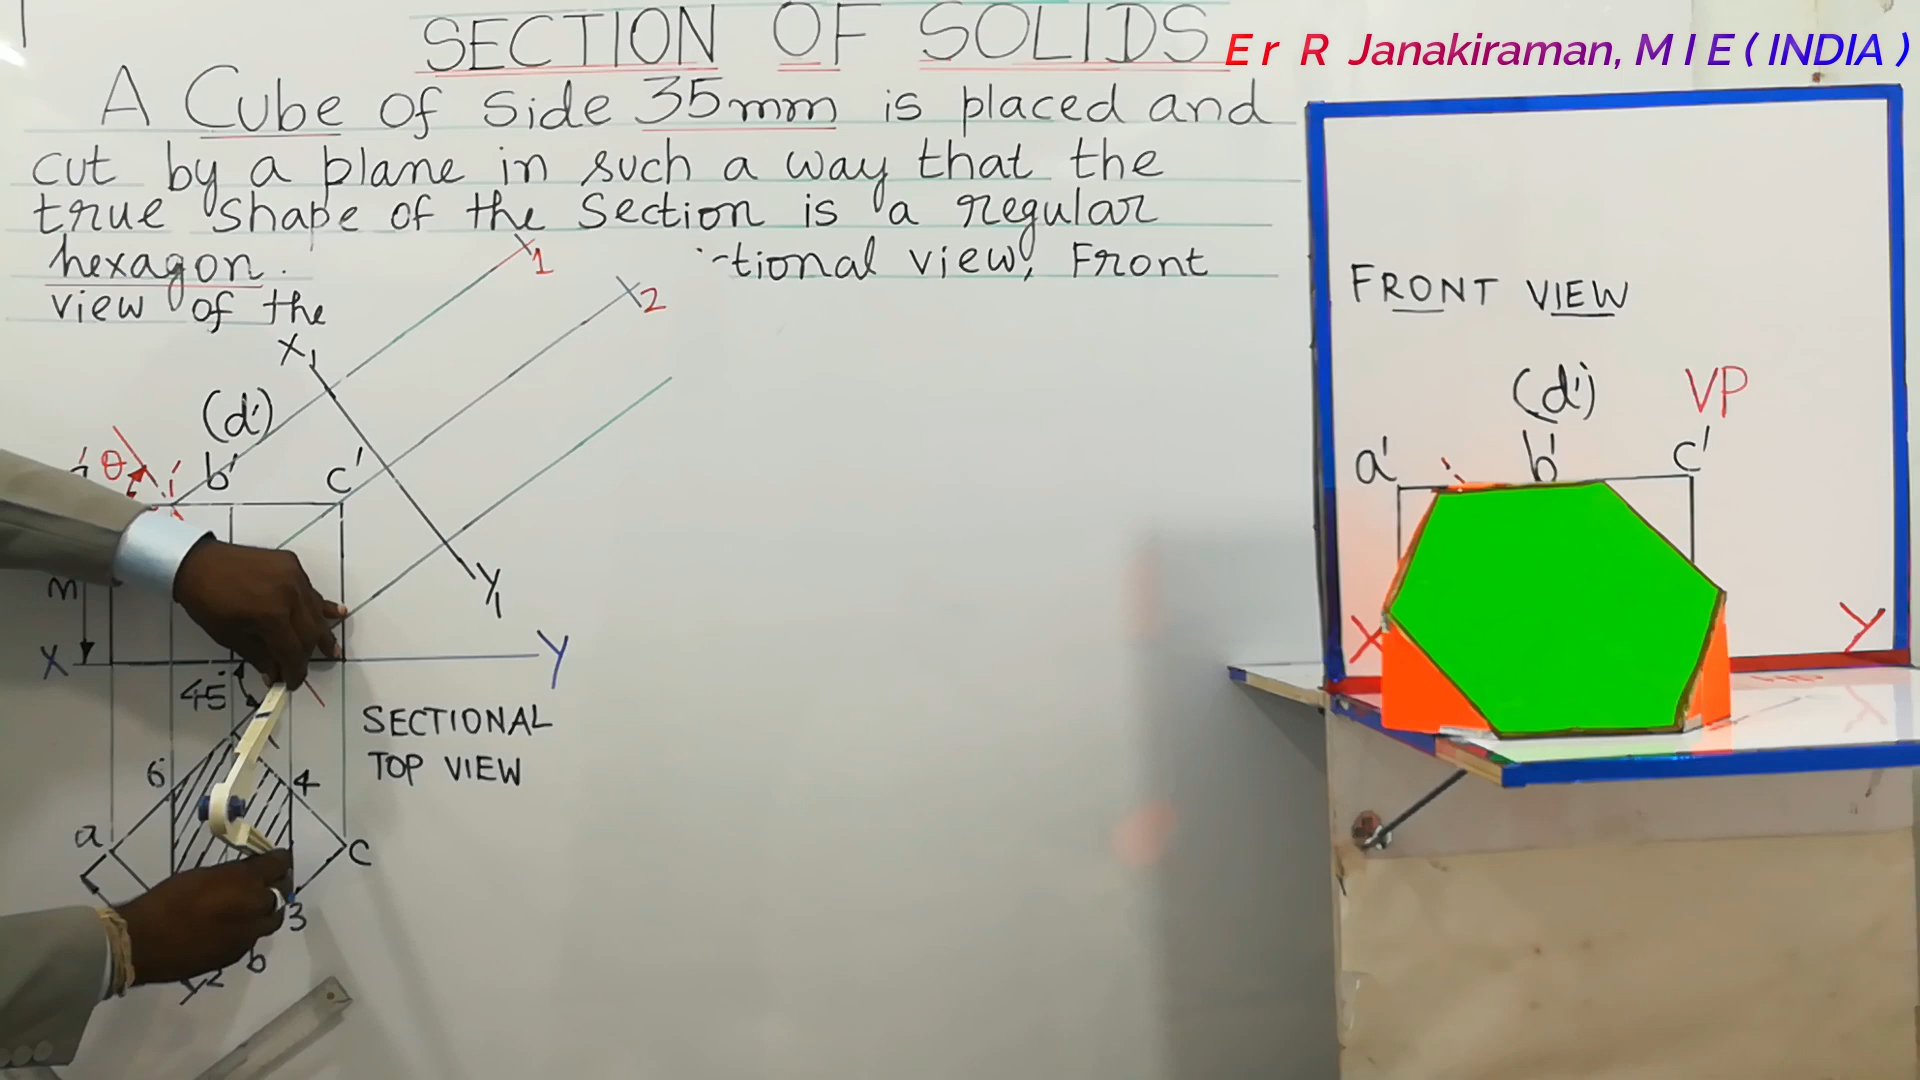 SECTION OF SOLIDS
Er R Janakiraman, M I E ( INDIA )
A Cube of side 35mm is placed and
cut by a plane in such a way that the
true shape of the section is a regular
hexagon. tional view, Front
view of the
1
2
X1
(d')
θ
1'
b'
c'
Y1
X
Y
45°
SECTIONAL
TOP VIEW
6
4
a
c
3
b
2
FRONT VIEW
(d')
VP
a'
b'
c'
X
Y